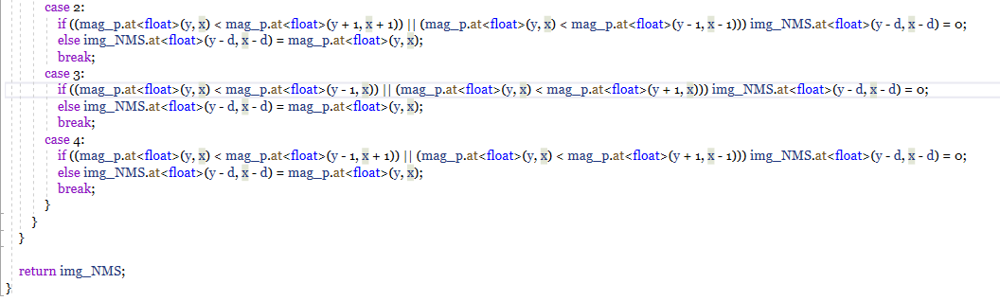 case 2:
if ((mag_p.at<float>(y, x) < mag_p.at<float>(y + 1, x + 1)) || (mag_p.at<float>(y, x) < mag_p.at<float>(y - 1, x - 1))) img_NMS.at<float>(y - d, x - d) = 0;
else img_NMS.at<float>(y - d, x - d) = mag_p.at<float>(y, x);
break;
case 3:
if ((mag_p.at<float>(y, x) < mag_p.at<float>(y - 1, x)) || (mag_p.at<float>(y, x) < mag_p.at<float>(y + 1, x))) img_NMS.at<float>(y - d, x - d) = 0;
else img_NMS.at<float>(y - d, x - d) = mag_p.at<float>(y, x);
break;
case 4:
if ((mag_p.at<float>(y, x) < mag_p.at<float>(y - 1, x + 1)) || (mag_p.at<float>(y, x) < mag_p.at<float>(y + 1, x - 1))) img_NMS.at<float>(y - d, x - d) = 0;
else img_NMS.at<float>(y - d, x - d) = mag_p.at<float>(y, x);
break;
}
}
}
return img_NMS;
}